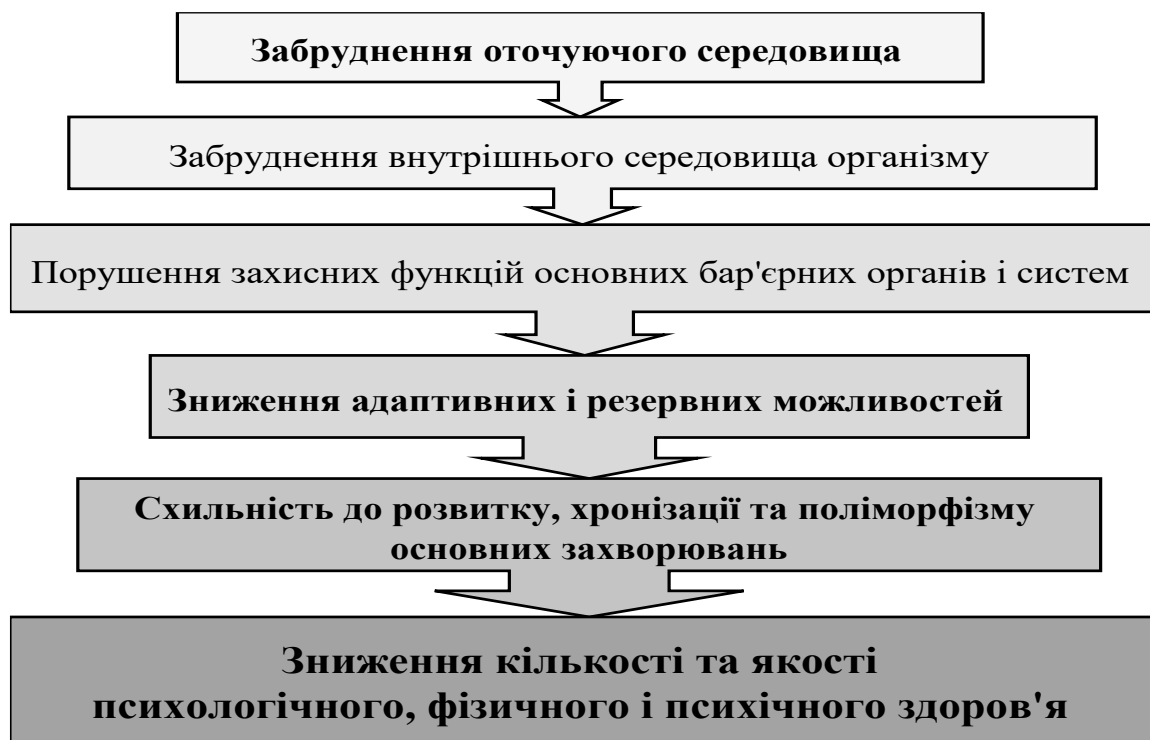 Забруднення оточуючого середовища
Забруднення внутрішнього середовища організму
Порушення захисних функцій основних бар'єрних органів і систем
Зниження адаптивних і резервних можливостей
Схильність до розвитку, хронізації та поліморфізму
основних захворювань
Зниження кількості та якості
психологічного, фізичного і психічного здоров'я